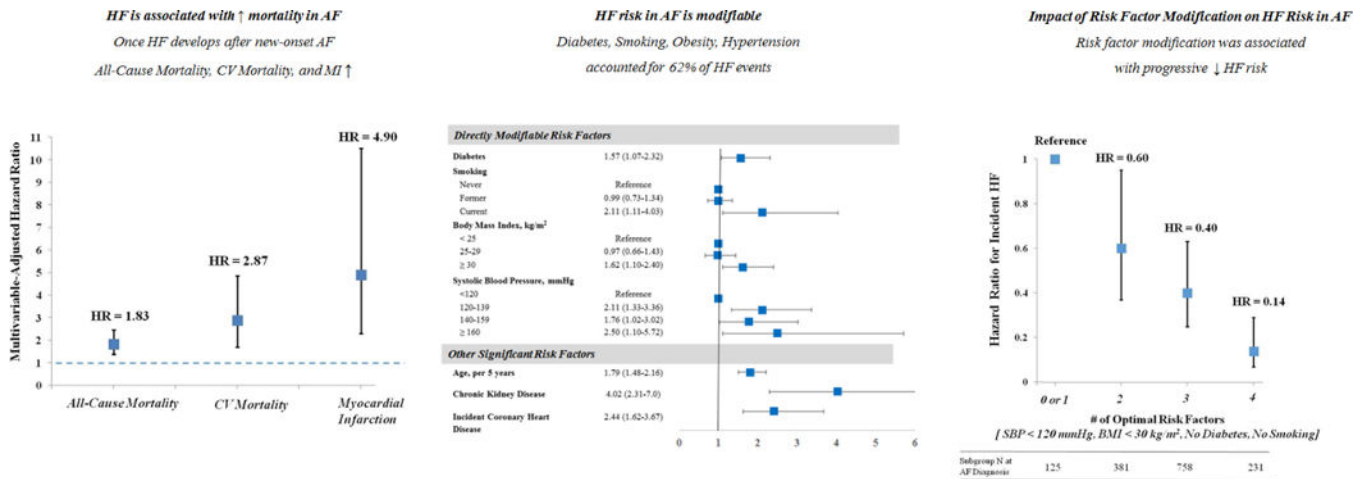 HF is associated with ↑ mortality in AF
Once HF develops after new-onset AF
All-Cause Mortality, CV Mortality, and MI ↑
Multivariable-Adjusted Hazard Ratio
11
10
9
8
7
6
5
4
3
2
1
0
HR = 1.83
HR = 2.87
HR = 4.90
All-Cause Mortality
CV Mortality
Myocardial
Infarction
HF risk in AF is modifiable
Diabetes, Smoking, Obesity, Hypertension
accounted for 62% of HF events
Directly Modifiable Risk Factors
Diabetes 1.57 (1.07-2.32)
Smoking
Never Reference
Former 0.99 (0.73-1.34)
Current 2.11 (1.11-4.03)
Body Mass Index, kg/m²
< 25 Reference
25-29 0.97 (0.66-1.43)
≥ 30 1.62 (1.10-2.40)
Systolic Blood Pressure, mmHg
<120 Reference
120-139 2.11 (1.33-3.36)
140-159 1.76 (1.02-3.02)
≥ 160 2.50 (1.10-5.72)
Other Significant Risk Factors
Age, per 5 years 1.79 (1.48-2.16)
Chronic Kidney Disease 4.02 (2.31-7.0)
Incident Coronary Heart 2.44 (1.62-3.67)
Disease
0 1 2 3 4 5 6
Impact of Risk Factor Modification on HF Risk in AF
Risk factor modification was associated
with progressive ↓ HF risk
Hazard Ratio for Incident HF
1
0.8
0.6
0.4
0.2
0
Reference
HR = 0.60
HR = 0.40
HR = 0.14
0 or 1 2 3 4
# of Optimal Risk Factors
[ SBP < 120 mmHg, BMI < 30 kg/m², No Diabetes, No Smoking]
Subgroup N at
AF Diagnosis 125 381 758 231